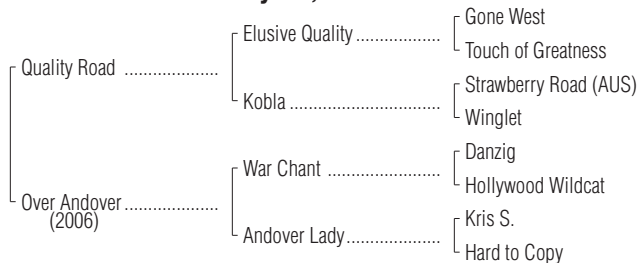 Gone West
Elusive Quality ..................
Touch of Greatness
Quality Road ....................
Strawberry Road (AUS)
Kobla ................................
Winglet
Danzig
War Chant ........................
Hollywood Wildcat
Over Andover....................
(2006)
Kris S.
Andover Lady....................
Hard to Copy